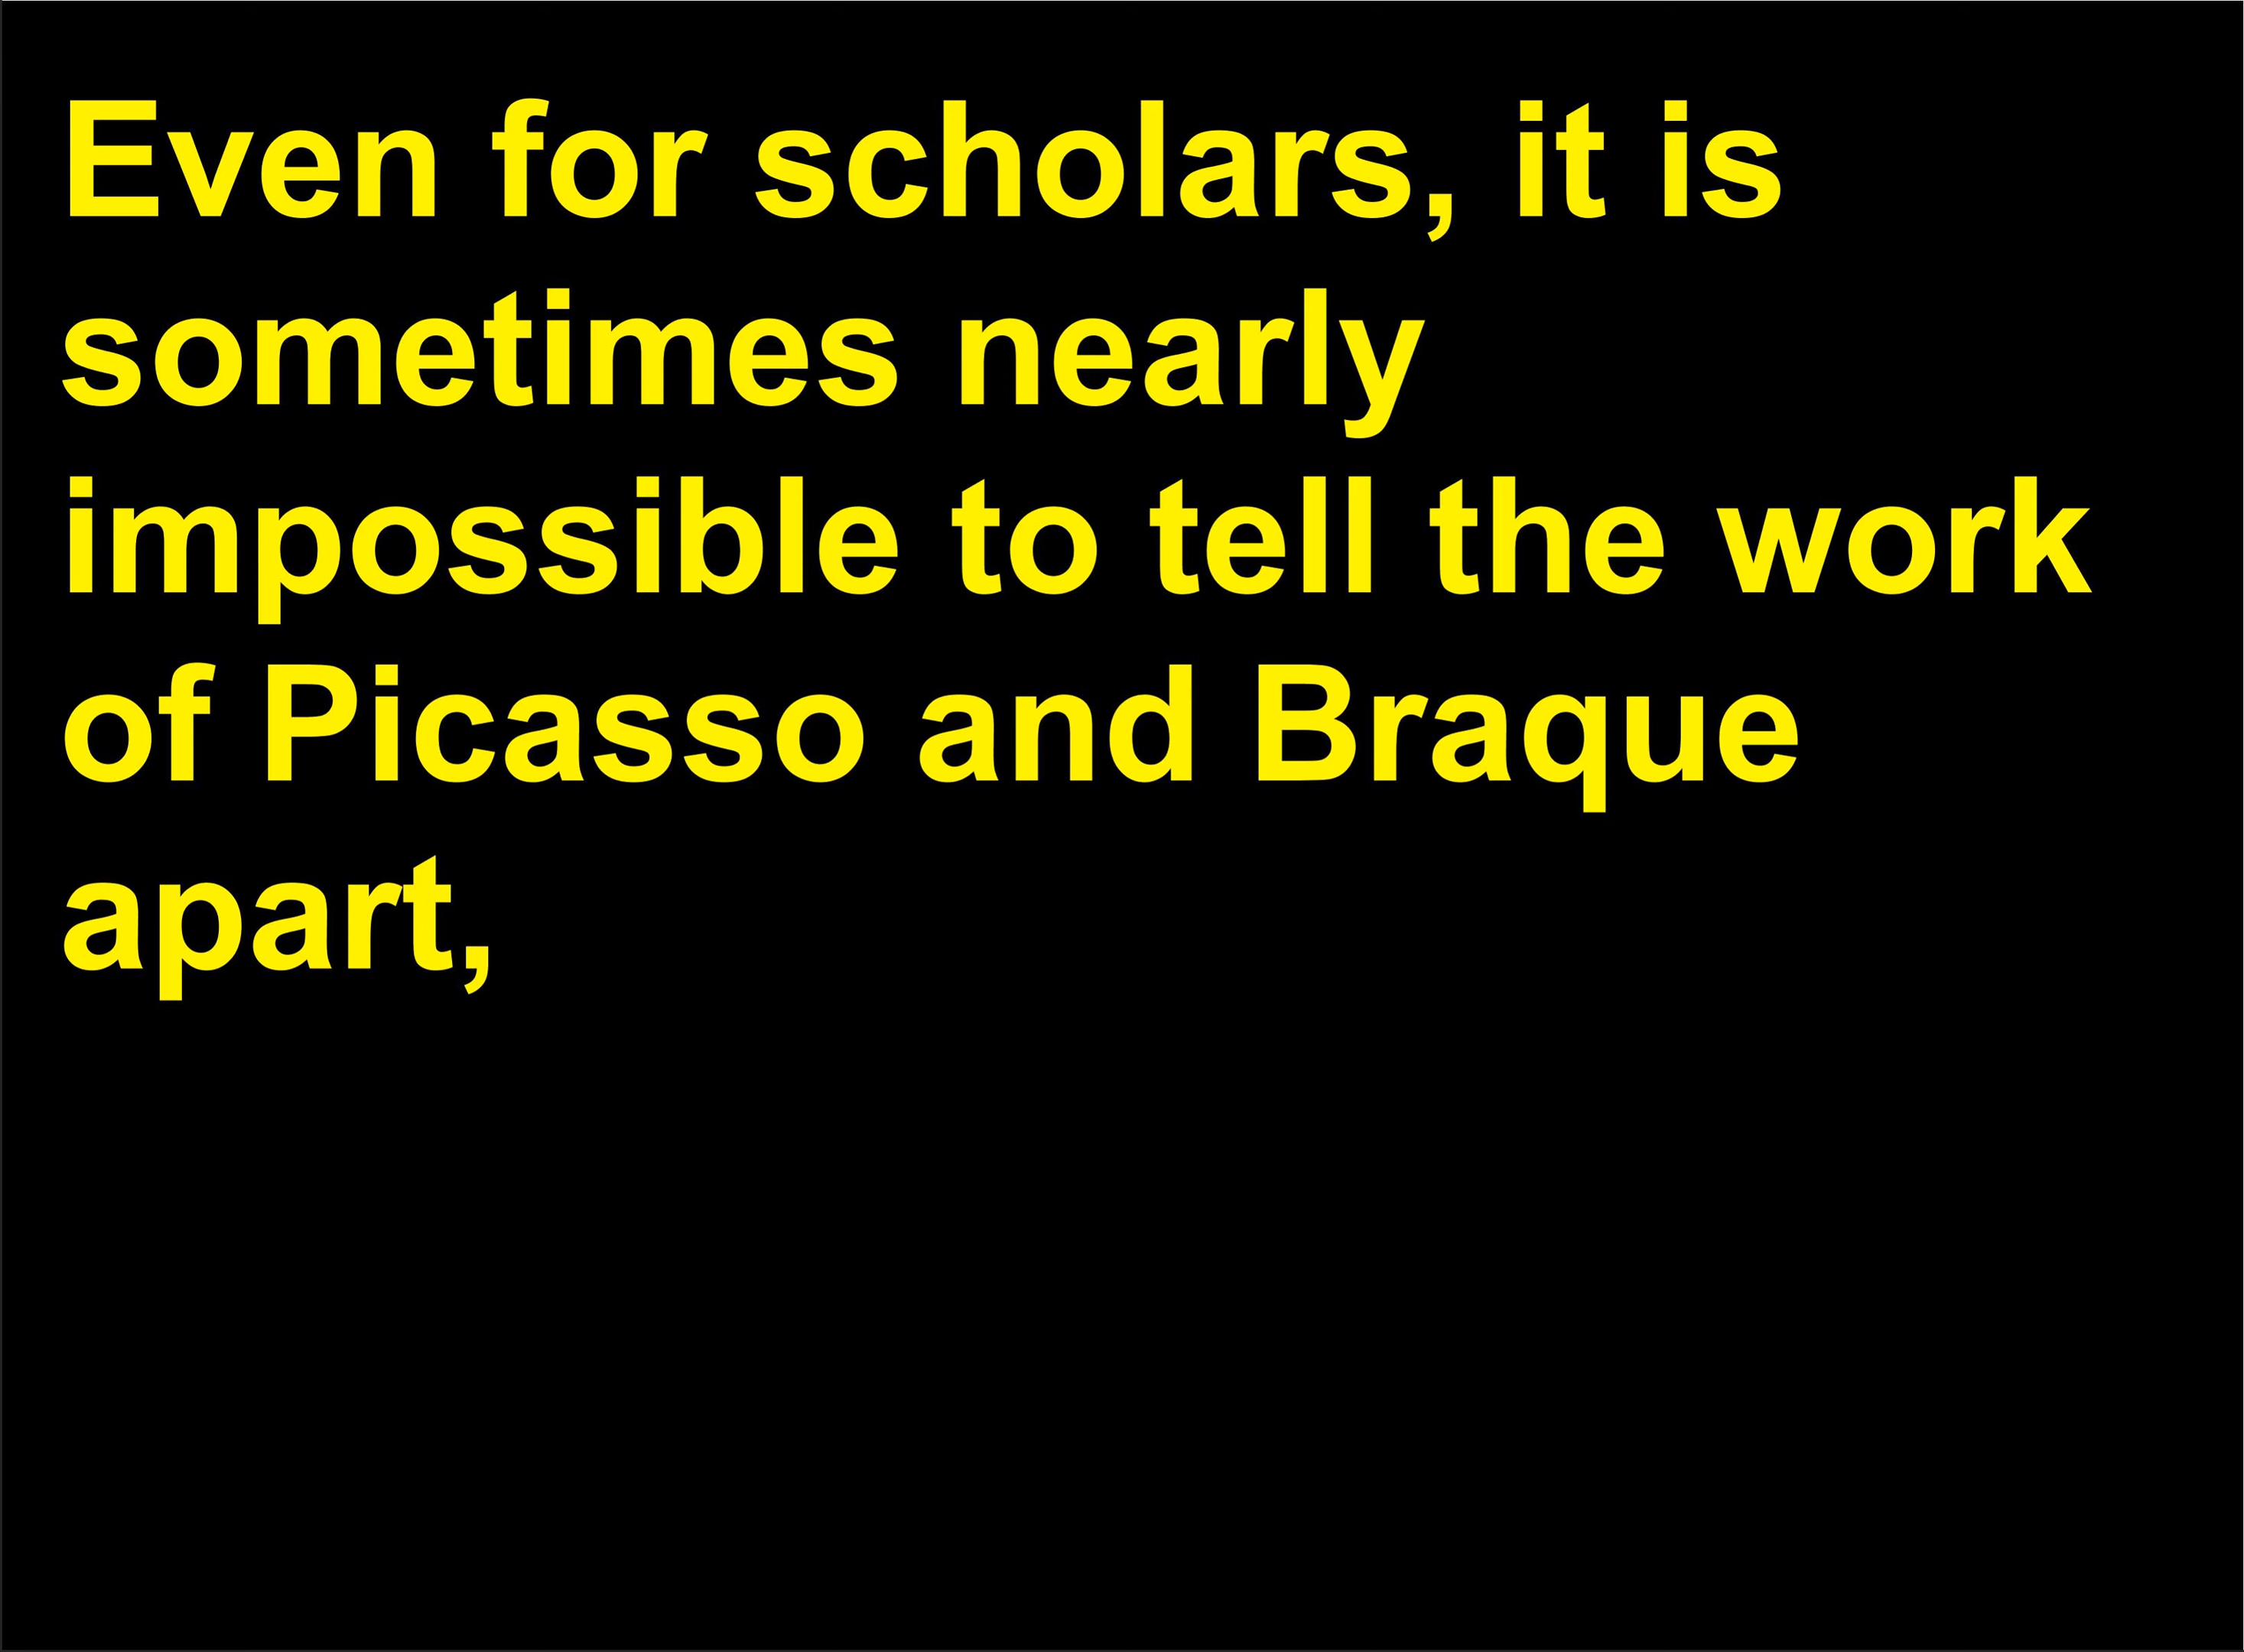 Even for scholars, it is
sometimes nearly
impossible to tell the work
of Picasso and Braque
apart,